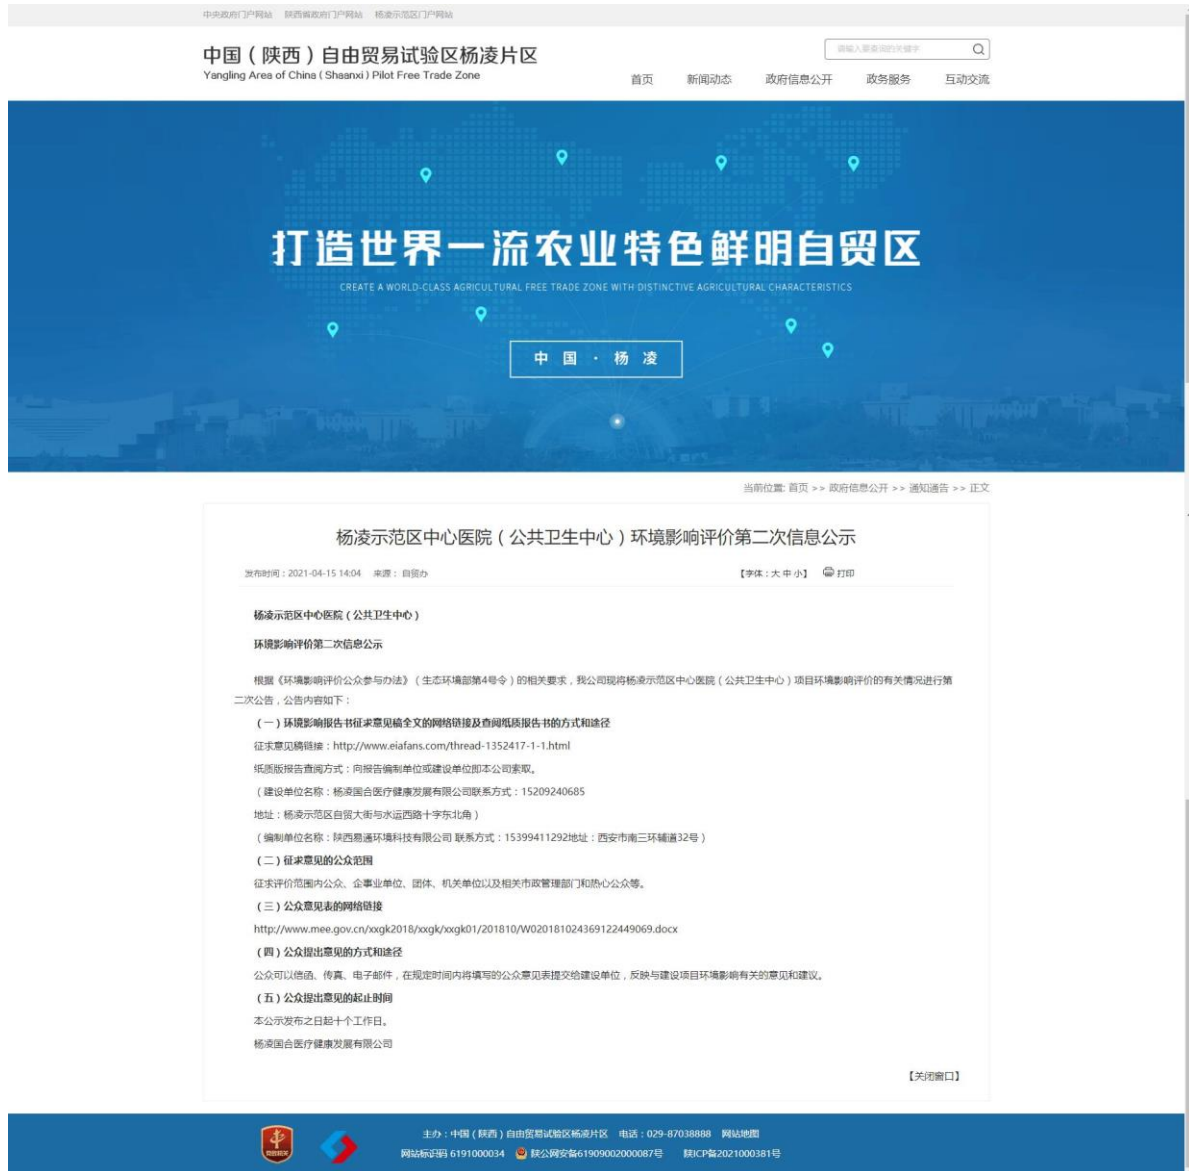 中央政府门户网站 陕西省政府门户网站 杨凌示范区门户网站
中国（陕西）自由贸易试验区杨凌片区
Yangling Area of China ( Shaanxi ) Pilot Free Trade Zone
请输入要查询的关键字
首页 新闻动态 政府信息公开 政务服务 互动交流
打造世界一流农业特色鲜明自贸区
CREATE A WORLD-CLASS AGRICULTURAL FREE TRADE ZONE WITH DISTINCTIVE AGRICULTURAL CHARACTERISTICS
中国·杨凌
当前位置: 首页 >> 政府信息公开 >> 通知通告 >> 正文
杨凌示范区中心医院（公共卫生中心）环境影响评价第二次信息公示
发布时间：2021-04-15 14:04 来源： 自贸办 【字体：大 中 小】 打印
杨凌示范区中心医院（公共卫生中心）
环境影响评价第二次信息公示
根据《环境影响评价公众参与办法》（生态环境部第4号令）的相关要求，我公司现将杨凌示范区中心医院（公共卫生中心）项目环境影响评价的有关情况进行第
二次公告，公告内容如下：
（一）环境影响报告书征求意见稿全文的网络链接及查阅纸质报告书的方式和途径
征求意见稿链接：http://www.eiafans.com/thread-1352417-1-1.html
纸质版报告查阅方式：向报告编制单位或建设单位即本公司索取。
（建设单位名称：杨凌国合医疗健康发展有限公司联系方式：15209240685
地址：杨凌示范区自贸大街与水运西路十字东北角）
（编制单位名称：陕西易通环境科技有限公司 联系方式：15399411292地址：西安市南三环辅道32号）
（二）征求意见的公众范围
征求评价范围内公众、企事业单位、团体、机关单位以及相关市政管理部门和热心公众等。
（三）公众意见表的网络链接
http://www.mee.gov.cn/xxgk2018/xxgk/xxgk01/201810/W020181024369122449069.docx
（四）公众提出意见的方式和途径
公众可以信函、传真、电子邮件，在规定时间内将填写的公众意见表提交给建设单位，反映与建设项目环境影响有关的意见和建议。
（五）公众提出意见的起止时间
本公示发布之日起十个工作日。
杨凌国合医疗健康发展有限公司
【关闭窗口】
主办：中国（陕西）自由贸易试验区杨凌片区 电话：029-87038888 网站地图
网站标识码 6191000034 陕公网安备61909002000087号 陕ICP备2021000381号
党政机关